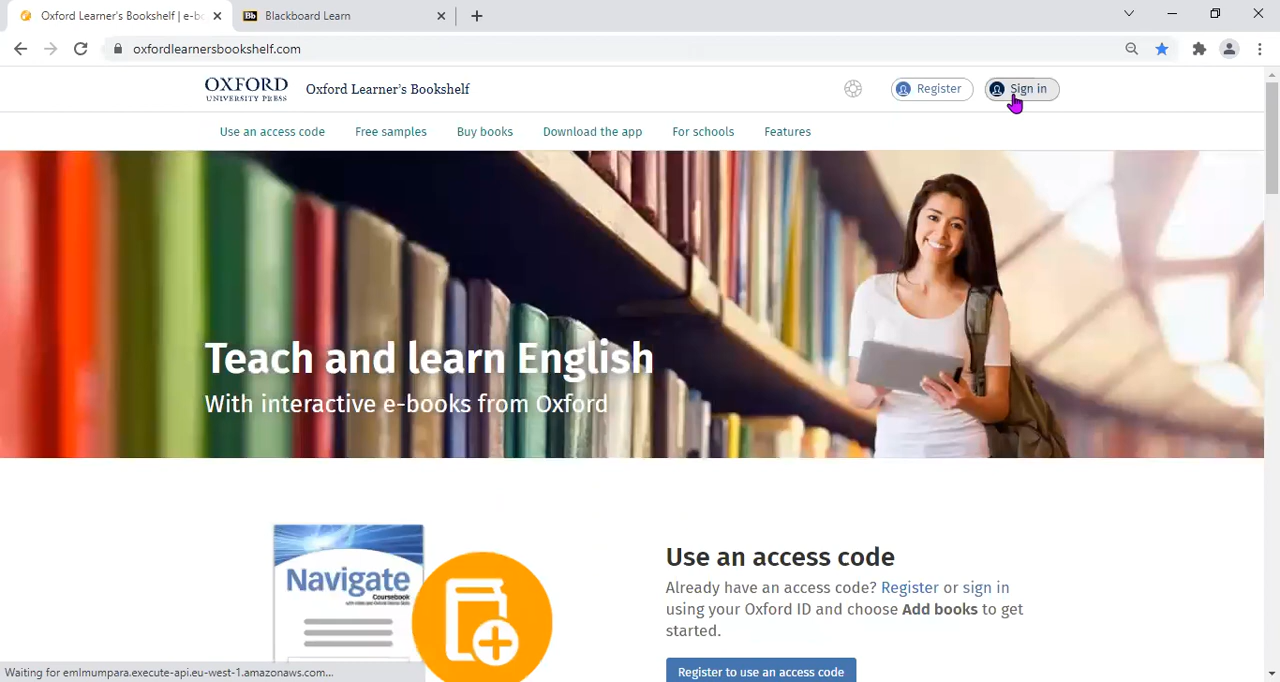 Oxford Learner's Bookshelf | e-bo
Bb Blackboard Learn
oxfordlearnersbookshelf.com
OXFORD
UNIVERSITY PRESS
Oxford Learner's Bookshelf
Register
Sign in
Use an access code
Free samples
Buy books
Download the app
For schools
Features
Teach and learn English
With interactive e-books from Oxford
Navigate
Coursebook
Use an access code
Already have an access code? Register or sign in
using your Oxford ID and choose Add books to get
started.
Register to use an access code
Waiting for emlmumpara.execute-api.eu-west-1.amazonaws.com...